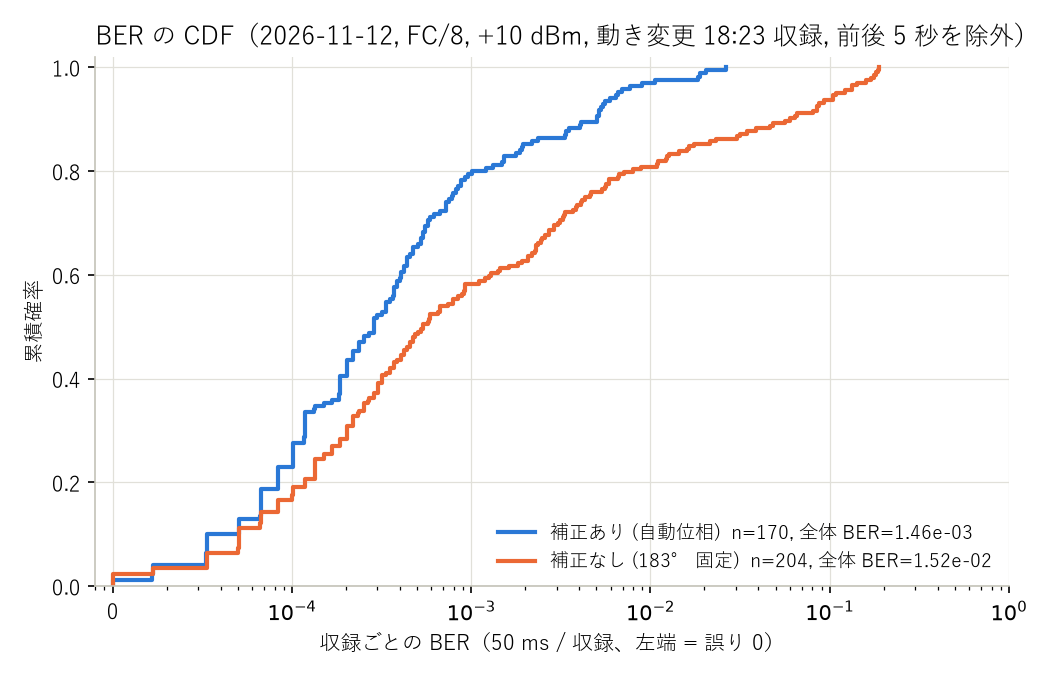 BER の CDF（2026-11-12, FC/8, +10 dBm, 動き変更 18:23 収録, 前後 5 秒を除外）
累積確率
1.0
0.8
0.6
0.4
0.2
0.0
補正あり (自動位相) n=170, 全体 BER=1.46e-03
補正なし (183° 固定) n=204, 全体 BER=1.52e-02
0
10⁻⁴
10⁻³
10⁻²
10⁻¹
10⁰
収録ごとの BER（50 ms / 収録、左端 = 誤り 0）